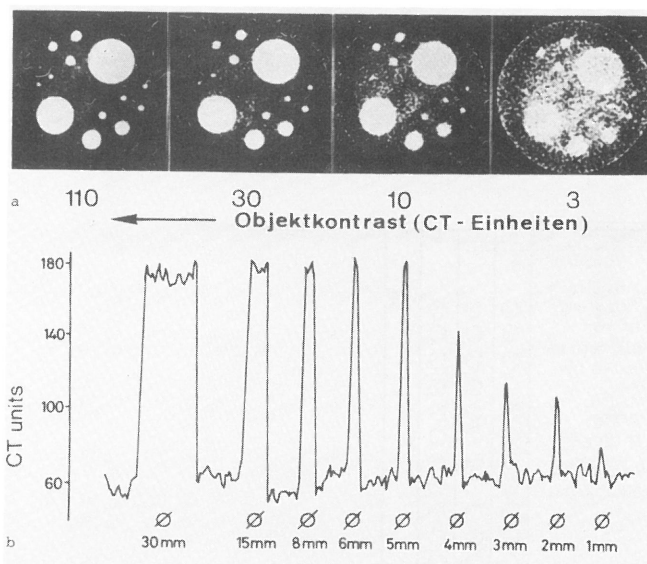 a
110 30 10 3
Objektkontrast (CT - Einheiten)
CT units
180
140
100
60
Ø Ø Ø Ø Ø Ø Ø Ø Ø
b
30mm 15mm 8mm 6mm 5mm 4mm 3mm 2mm 1mm